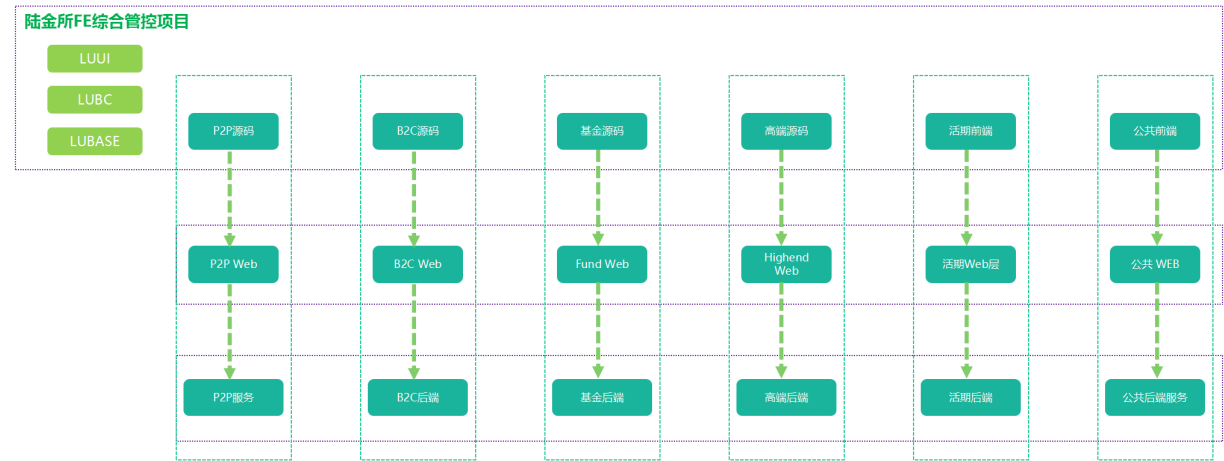 陆金所FE综合管控项目
LUUI
LUBC
LUBASE
P2P源码
B2C源码
基金源码
高端源码
活期前端
公共前端
P2P Web
B2C Web
Fund Web
Highend
Web
活期Web层
公共 WEB
P2P服务
B2C后端
基金后端
高端后端
活期后端
公共后端服务